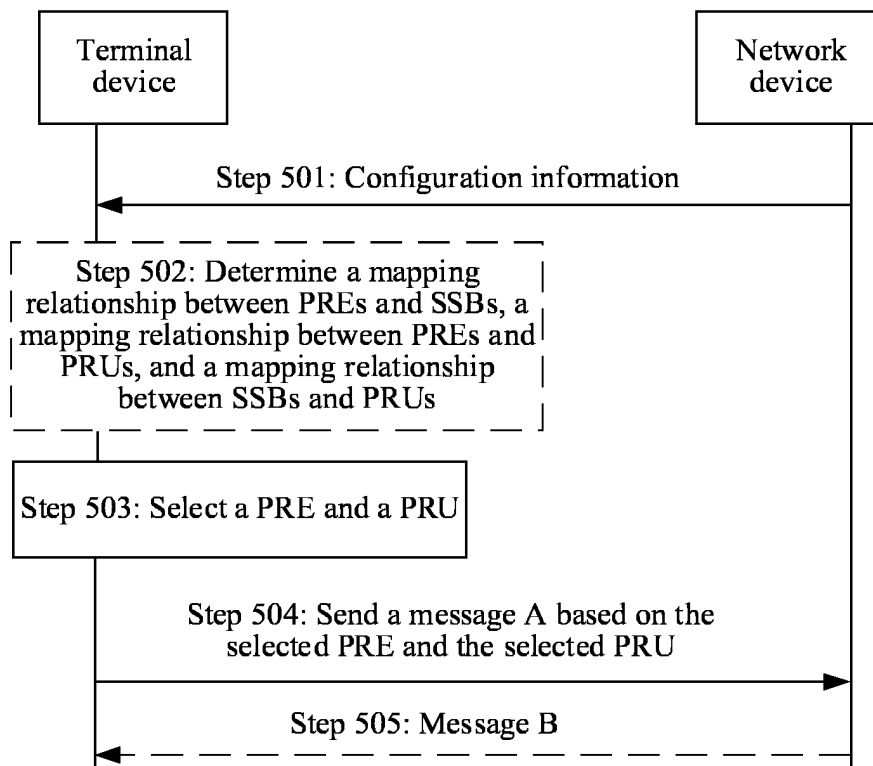 Terminal
device
Network
device
Step 501: Configuration information
Step 502: Determine a mapping
relationship between PREs and SSBs, a
mapping relationship between PREs and
PRUs, and a mapping relationship
between SSBs and PRUs
Step 503: Select a PRE and a PRU
Step 504: Send a message A based on the
selected PRE and the selected PRU
Step 505: Message B